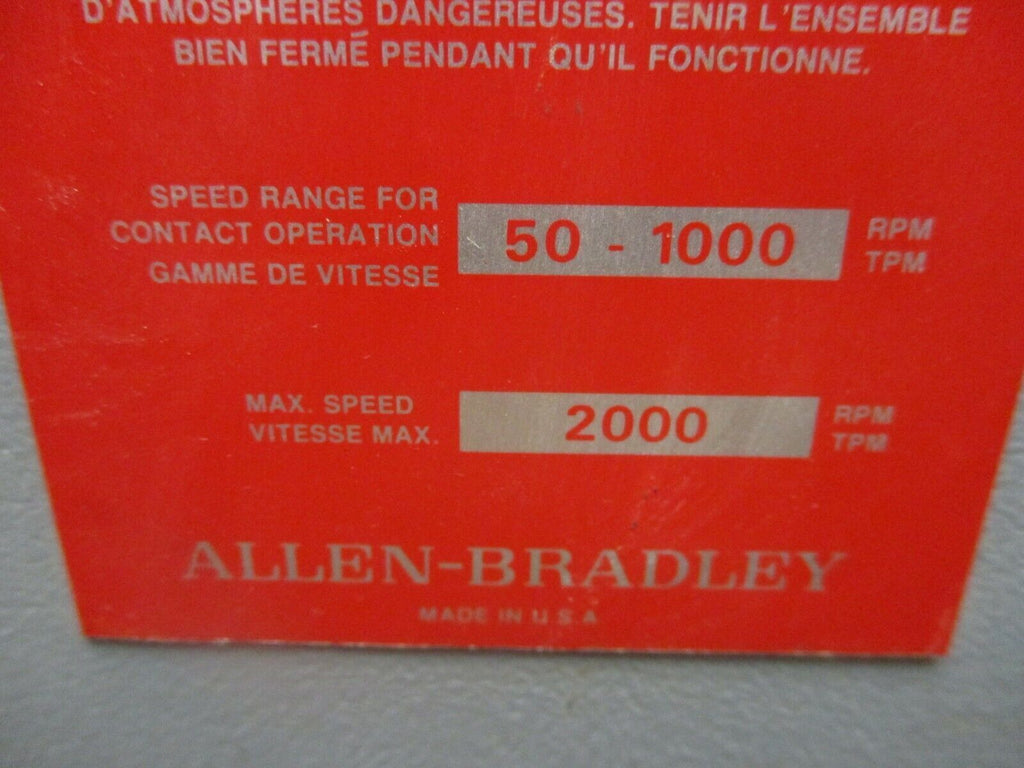 D'ATMOSPHÈRES DANGEREUSES. TENIR L'ENSEMBLE
BIEN FERMÉ PENDANT QU'IL FONCTIONNE.
SPEED RANGE FOR
CONTACT OPERATION
GAMME DE VITESSE
50 - 1000
RPM
TPM
MAX. SPEED
VITESSE MAX.
2000
RPM
TPM
ALLEN-BRADLEY
MADE IN U.S.A